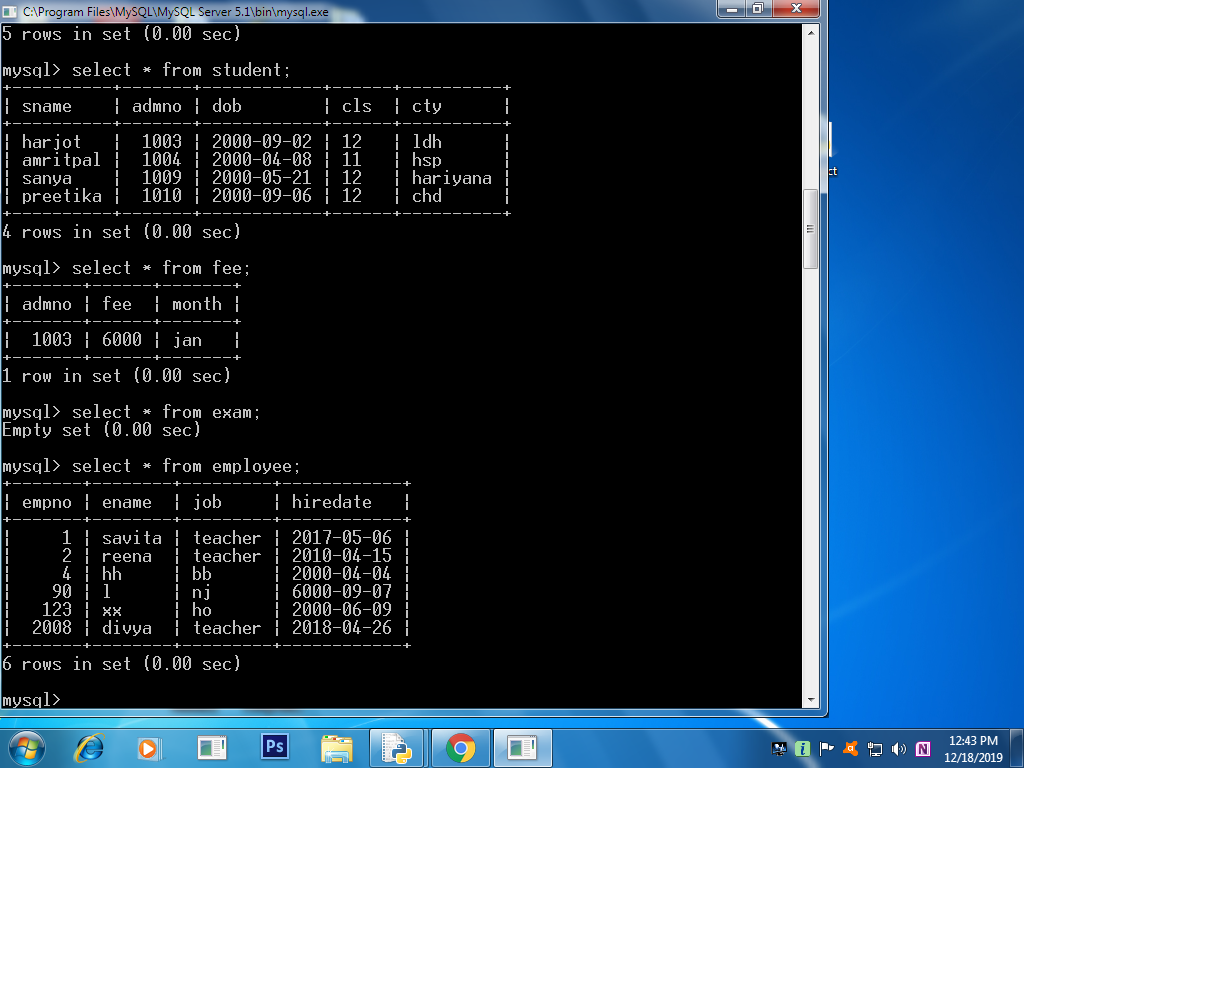 C:\Program Files\MySQL\MySQL Server 5.1\bin\mysql.exe
5 rows in set (0.00 sec)
mysql> select * from student;
+----------+-------+------------+------+----------+
| sname    | admno | dob        | cls  | cty      |
+----------+-------+------------+------+----------+
| harjot   |  1003 | 2000-09-02 | 12   | ldh      |
| amritpal |  1004 | 2000-04-08 | 11   | hsp      |
| sanya    |  1009 | 2000-05-21 | 12   | hariyana |
| preetika |  1010 | 2000-09-06 | 12   | chd      |
+----------+-------+------------+------+----------+
4 rows in set (0.00 sec)
mysql> select * from fee;
+-------+------+-------+
| admno | fee  | month |
+-------+------+-------+
|  1003 | 6000 | jan   |
+-------+------+-------+
1 row in set (0.00 sec)
mysql> select * from exam;
Empty set (0.00 sec)
mysql> select * from employee;
+-------+--------+---------+------------+
| empno | ename  | job     | hiredate   |
+-------+--------+---------+------------+
|     1 | savita | teacher | 2017-05-06 |
|     2 | reena  | teacher | 2010-04-15 |
|     4 | hh     | bb      | 2000-04-04 |
|    90 | l      | nj      | 6000-09-07 |
|   123 | xx     | ho      | 2000-06-09 |
|  2008 | divya  | teacher | 2018-04-26 |
+-------+--------+---------+------------+
6 rows in set (0.00 sec)
mysql>
ct
Ps
N
12:43 PM
12/18/2019